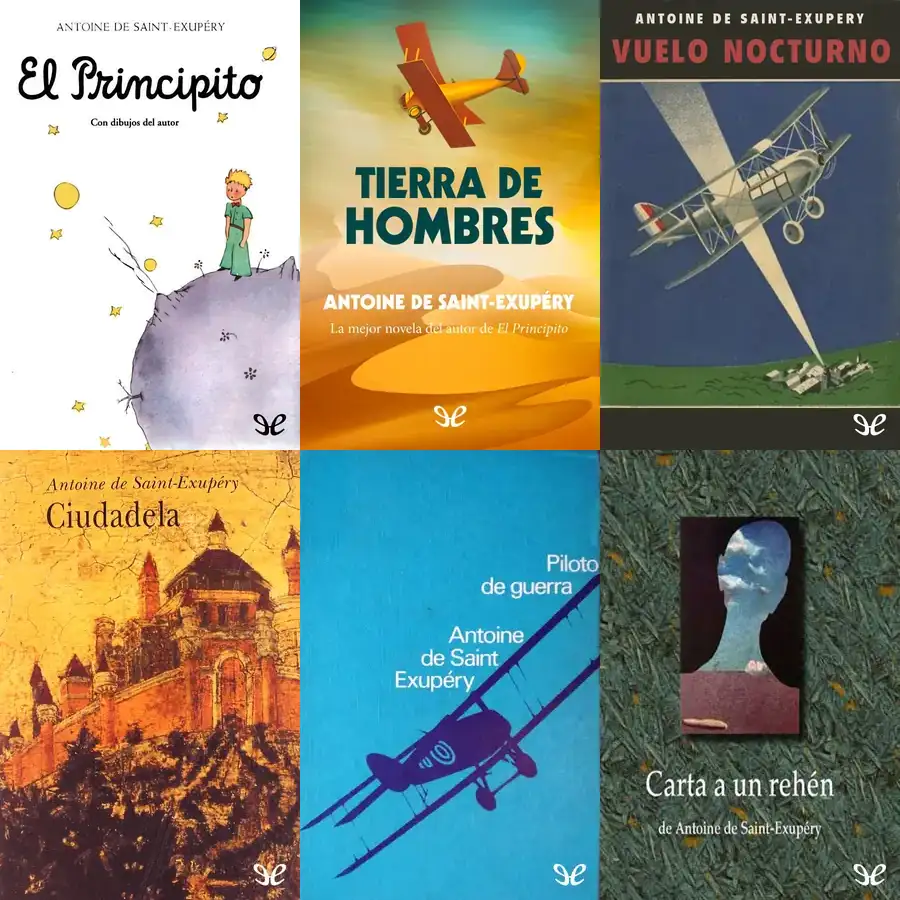 ANTOINE DE SAINT-EXUPÉRY
El Principito
Con dibujos del autor
TIERRA DE
HOMBRES
ANTOINE DE SAINT-EXUPÉRY
La mejor novela del autor de El Principito
ANTOINE DE SAINT-EXUPERY
VUELO NOCTURNO
Antoine de Saint-Exupéry
Ciudadela
Piloto
de guerra
Antoine
de Saint
Exupéry
Carta a un rehén
de Antoine de Saint-Exupéry